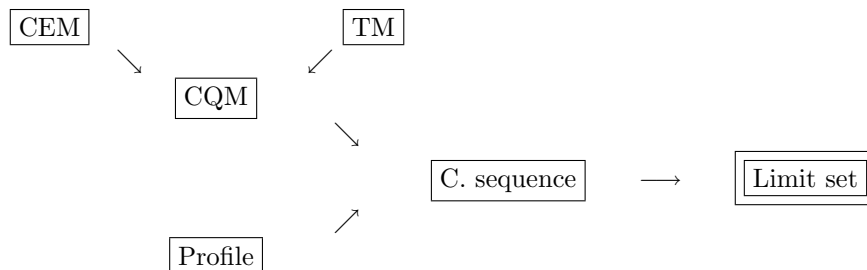 CEM
TM
CQM
C. sequence
Limit set
Profile